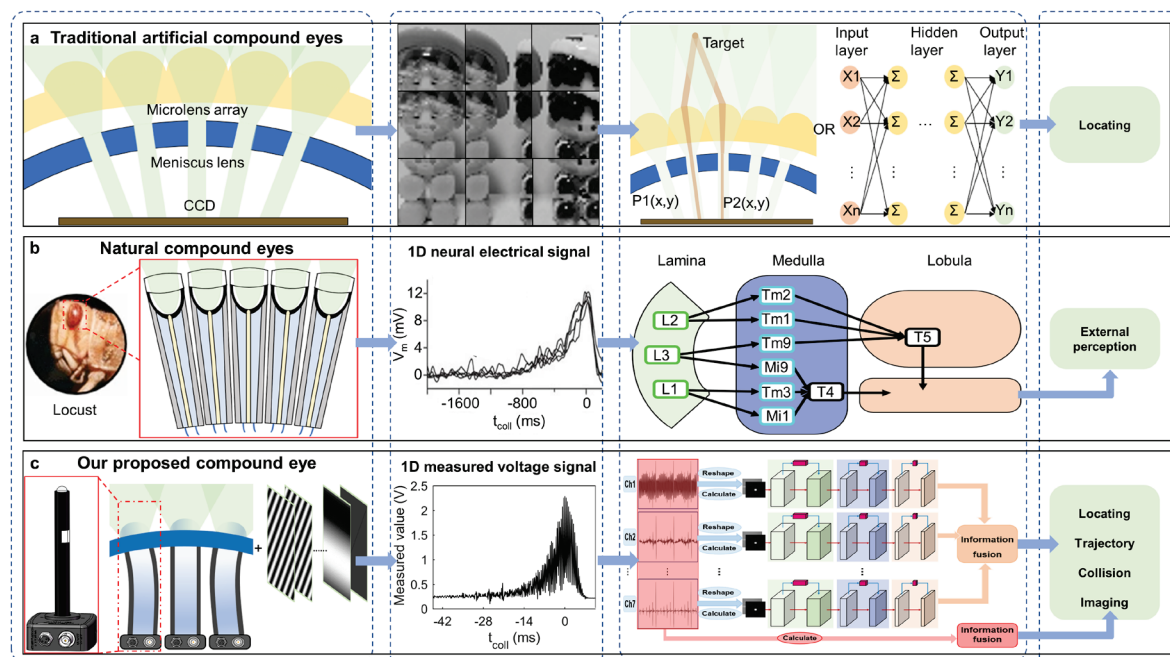 a Traditional artificial compound eyes
Microlens array
Meniscus lens
CCD
Target
P1(x,y)
P2(x,y)
OR
Input layer
Hidden layer
Output layer
X1
Σ
Σ
Y1
X2
Σ
...
Σ
Y2
Xn
Σ
Σ
Yn
Locating
b Natural compound eyes
Locust
1D neural electrical signal
Vm (mV)
12
8
4
0
-1600
-800
0
tcoll (ms)
Lamina
Medulla
Lobula
L2
L3
L1
Tm2
Tm1
Tm9
Mi9
Tm3
Mi1
T4
T5
External
perception
c Our proposed compound eye
+
......
1D measured voltage signal
Measured value (V)
2.5
2
1.5
1
0.5
0
-42
-28
-14
0
tcoll (ms)
Ch1
Reshape
Calculate
Ch2
Reshape
Calculate
Ch7
Reshape
Calculate
Information
fusion
Calculate
Information
fusion
Locating
Trajectory
Collision
Imaging